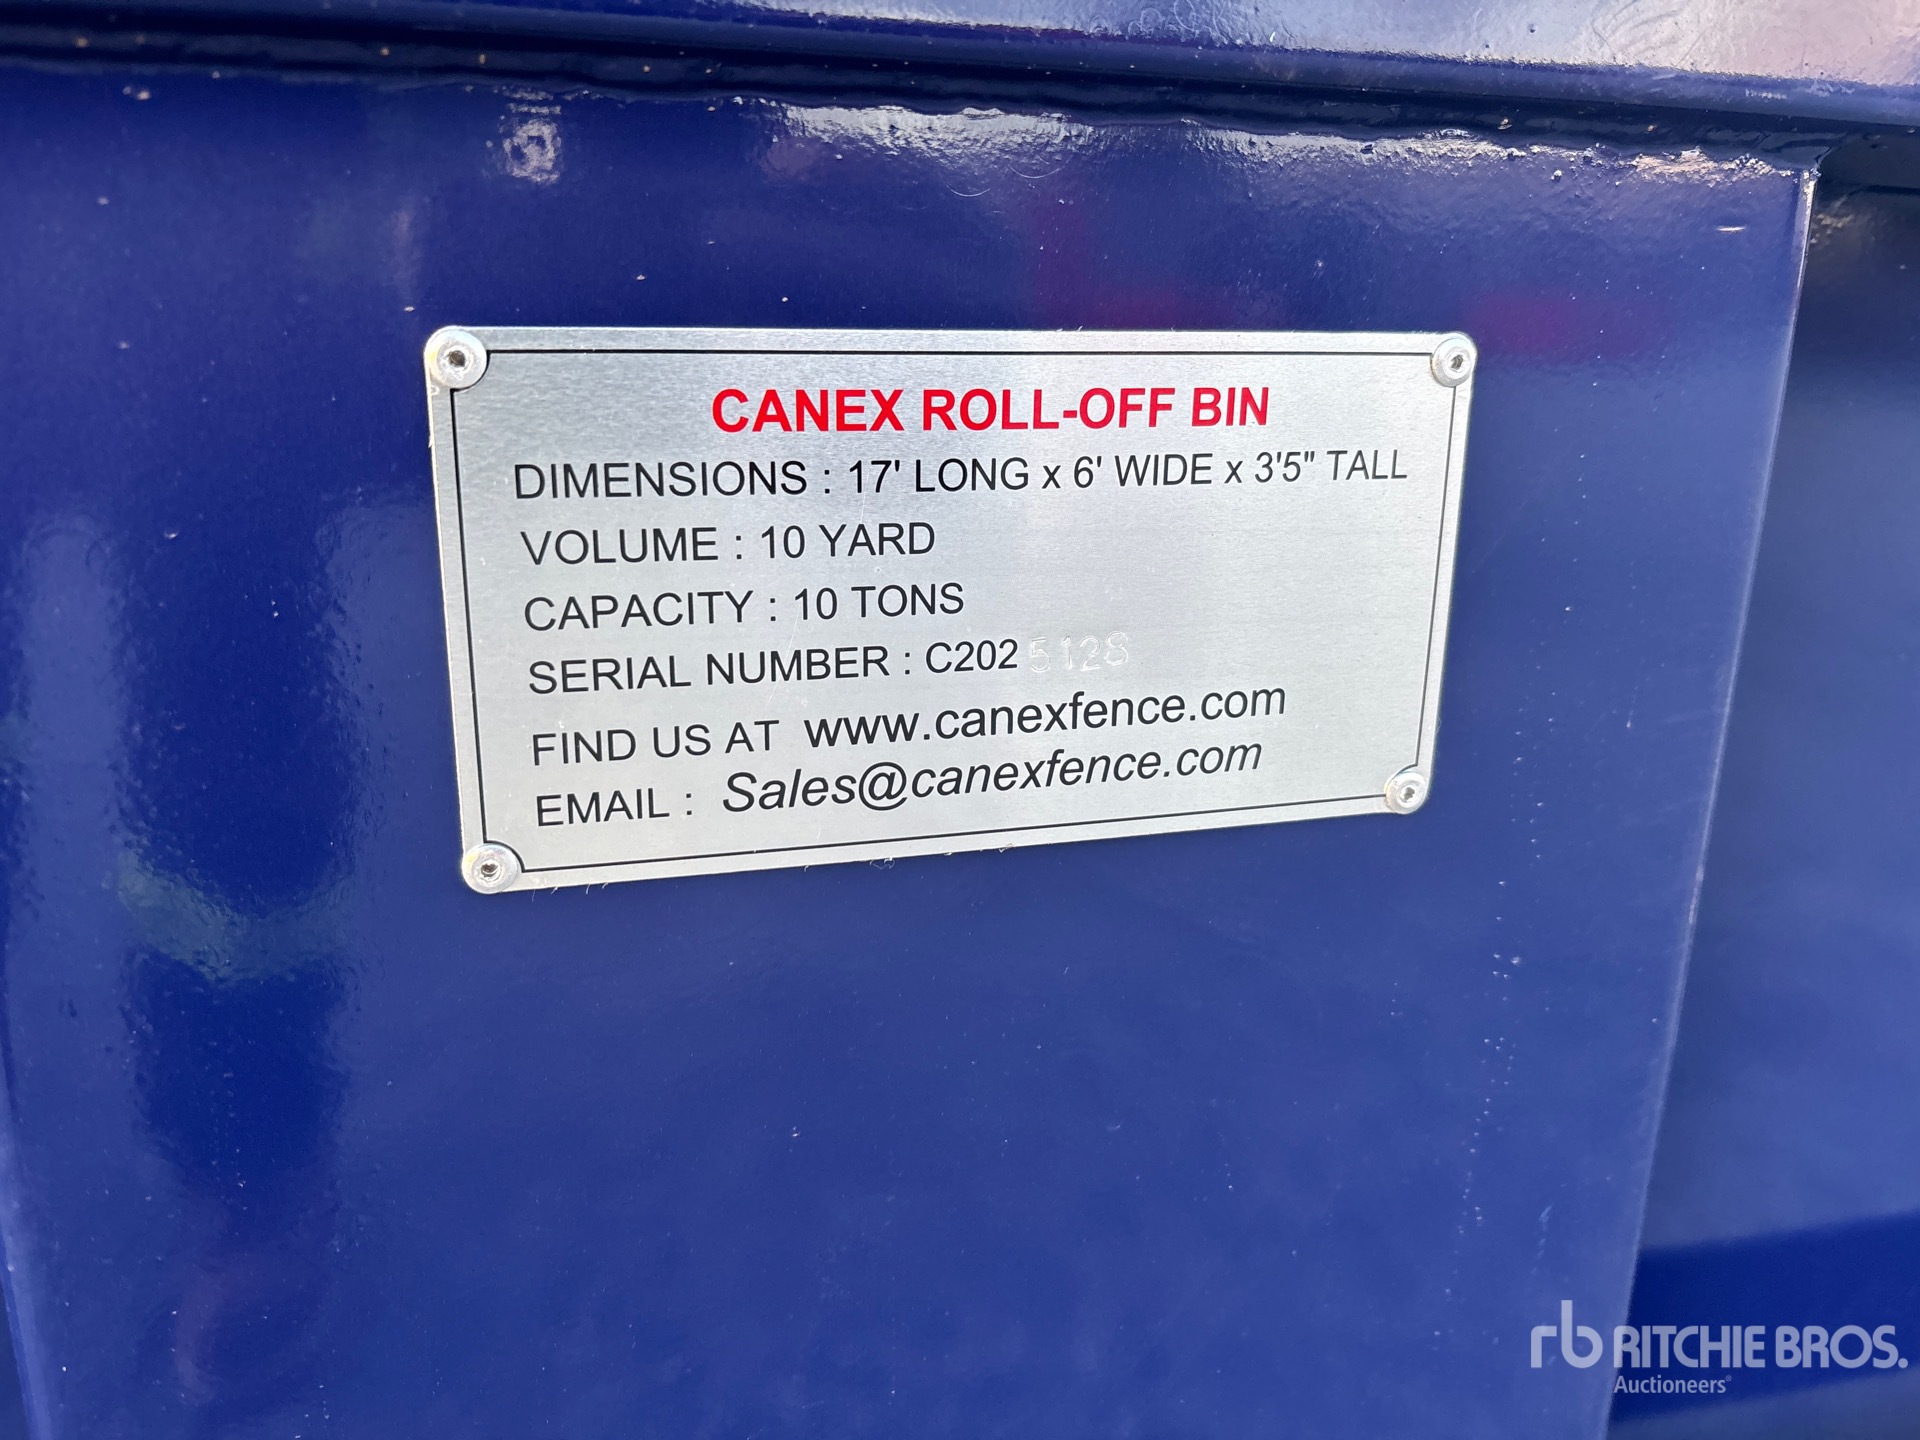 CANEX ROLL-OFF BIN
DIMENSIONS : 17' LONG x 6' WIDE x 3'5" TALL
VOLUME : 10 YARD
CAPACITY : 10 TONS
SERIAL NUMBER : C2025128
FIND US AT www.canexfence.com
EMAIL : Sales@canexfence.com
rb RITCHIE BROS.
Auctioneers®